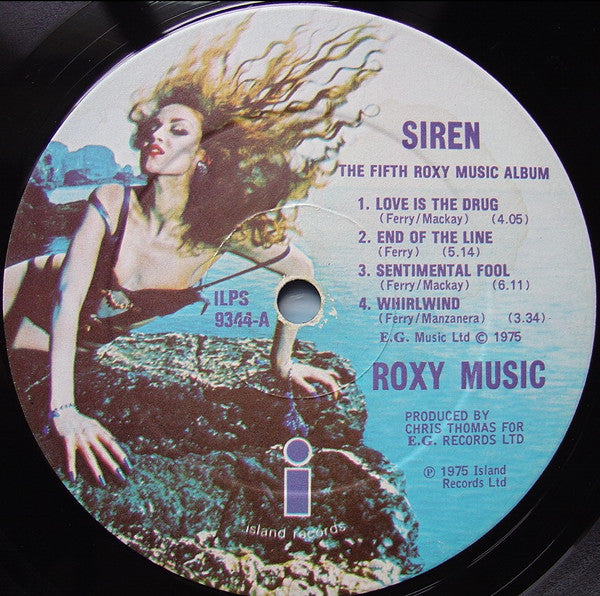 SIREN
THE FIFTH ROXY MUSIC ALBUM
1. LOVE IS THE DRUG
(Ferry/Mackay) (4.05)
2. END OF THE LINE
(Ferry) (5.14)
3. SENTIMENTAL FOOL
(Ferry/Mackay) (6.11)
4. WHIRLWIND
(Ferry/Manzanera) (3.34)
E.G. Music Ltd © 1975
ILPS
9344-A
ROXY MUSIC
PRODUCED BY
CHRIS THOMAS FOR
E.G. RECORDS LTD
℗ 1975 Island
Records Ltd
i
island records